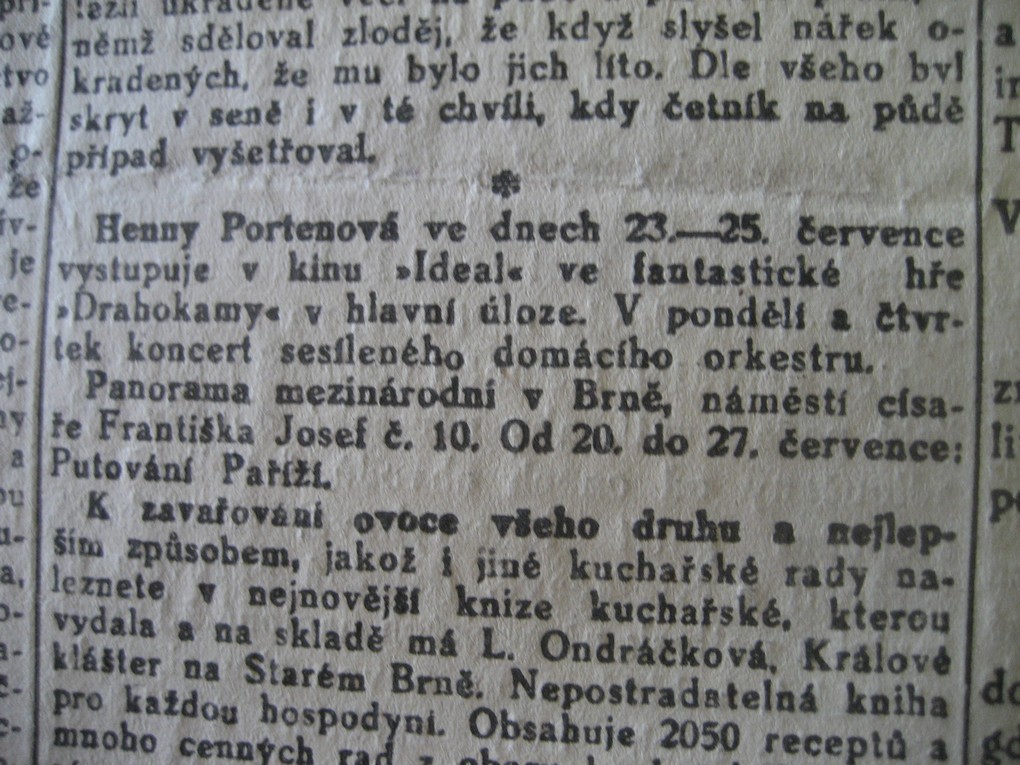 němž sděloval zloděj, že když slyšel nářek o-
kradených, že mu bylo jich líto. Dle všeho byl
skryt v seně i v té chvíli, kdy četník na půdě
případ vyšetřoval.
*
Henny Portenová ve dnech 23.—25. července
vystupuje v kinu »Ideal« ve fantastické hře
»Drahokamy« v hlavní úloze. V pondělí a čtvr-
tek koncert sesíleného domácího orkestru.
Panorama mezinárodní v Brně, náměstí císa-
ře Františka Josef č. 10. Od 20. do 27. července:
Putování Paříží.
K zavařování ovoce všeho druhu a nejlep-
ším způsobem, jakož i jiné kuchařské rady na-
leznete v nejnovější knize kuchařské, kterou
vydala a na skladě má L. Ondráčková, Králové
klášter na Starém Brně. Nepostradatelná kniha
pro každou hospodyni. Obsahuje 2050 receptů a
mnoho cenných rad z